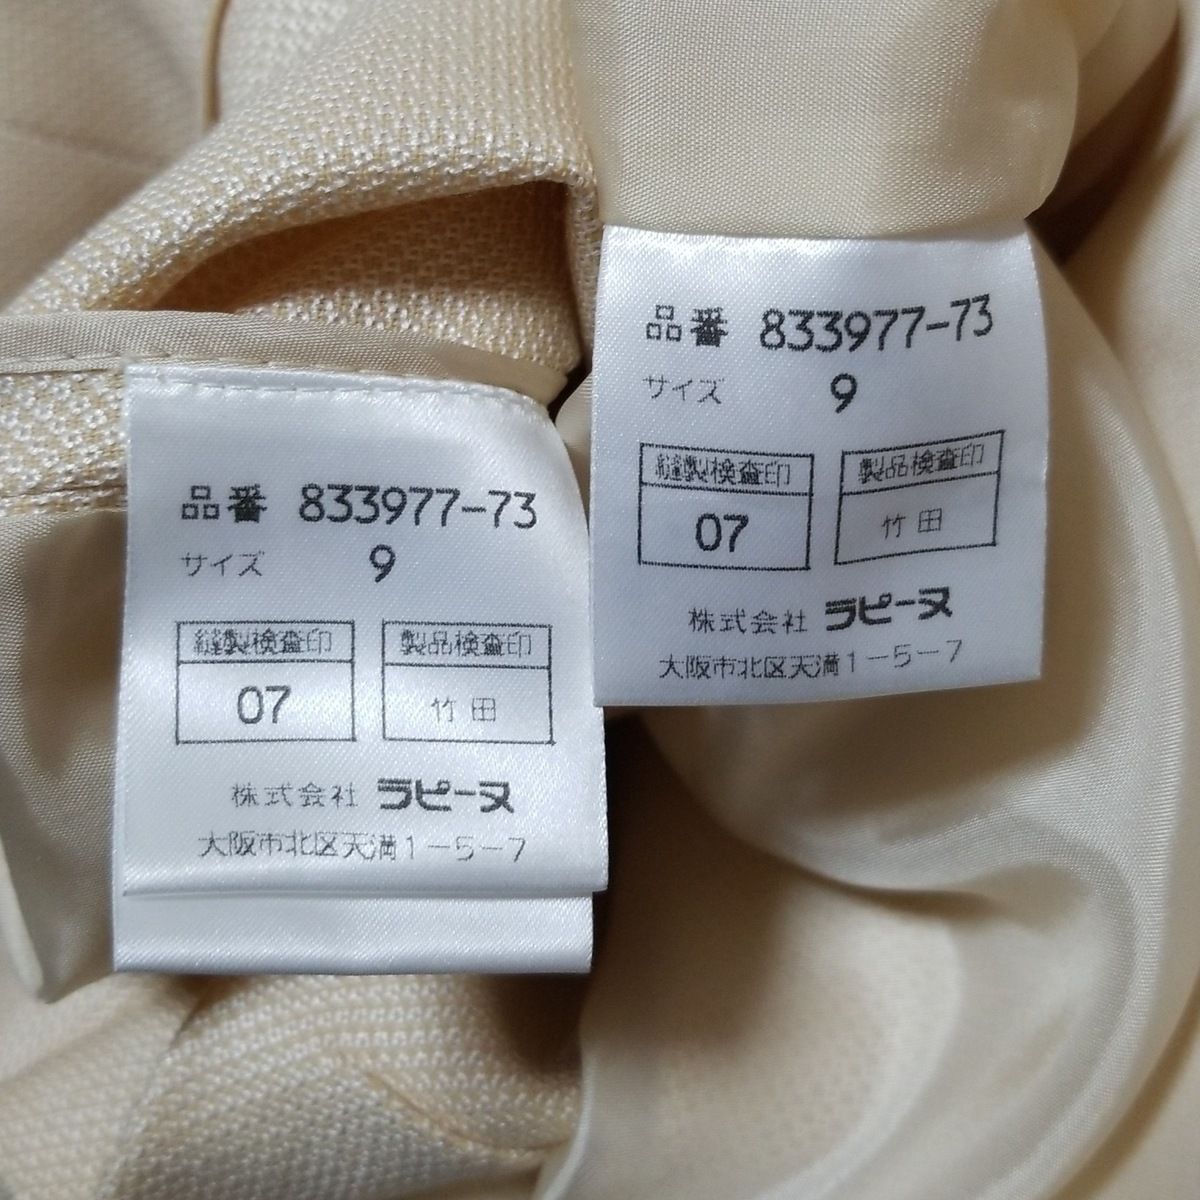 品番 833977-73
サイズ 9
縫製検査印 製品検査印
07 竹田
株式会社 ラピーヌ
大阪市北区天満1-5-7
品番 833977-73
サイズ 9
縫製検査印 製品検査印
07 竹田
株式会社 ラピーヌ
大阪市北区天満1-5-7